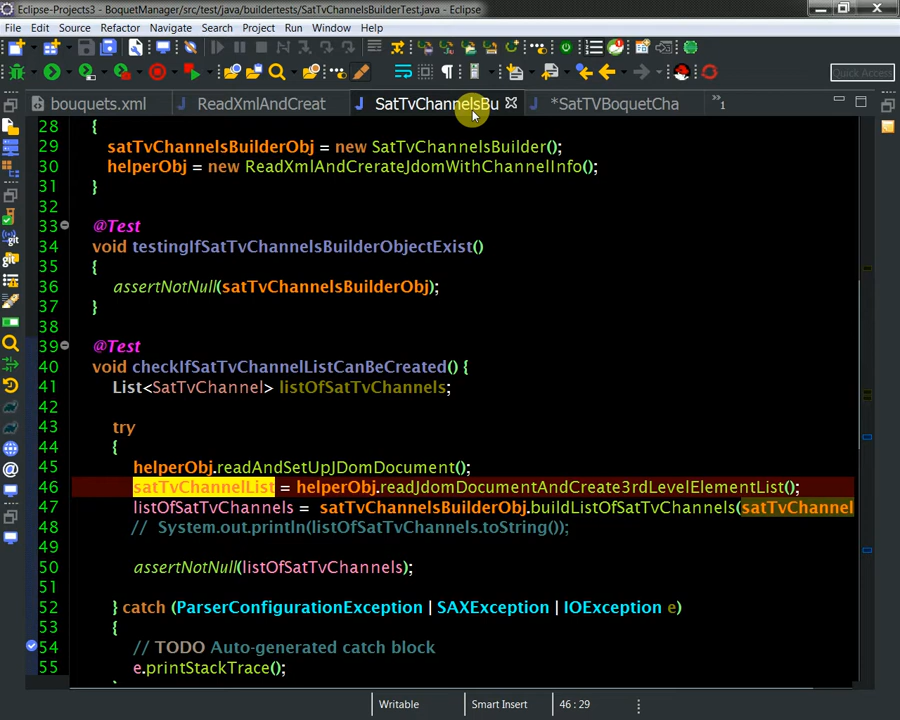 Eclipse-Projects3 - BoquetManager/src/test/java/buildertests/SatTvChannelsBuilderTest.java - Eclipse
File Edit Source Refactor Navigate Search Project Run Window Help
Quick Access
bouquets.xml ReadXmlAndCreat SatTvChannelsBu *SatTVBoquetCha »1
28 {
29 satTvChannelsBuilderObj = new SatTvChannelsBuilder();
30 helperObj = new ReadXmlAndCrerateJdomWithChannelInfo();
31 }
32
33 @Test
34 void testingIfSatTvChannelsBuilderObjectExist()
35 {
36 assertNotNull(satTvChannelsBuilderObj);
37 }
38
39 @Test
40 void checkIfSatTvChannelListCanBeCreated() {
41 List<SatTvChannel> listOfSatTvChannels;
42
43 try
44 {
45 helperObj.readAndSetUpJDomDocument();
46 satTvChannelList = helperObj.readJdomDocumentAndCreate3rdLevelElementList();
47 listOfSatTvChannels = satTvChannelsBuilderObj.buildListOfSatTvChannels(satTvChannel
48 // System.out.println(listOfSatTvChannels.toString());
49
50 assertNotNull(listOfSatTvChannels);
51
52 } catch (ParserConfigurationException | SAXException | IOException e)
53 {
54 // TODO Auto-generated catch block
55 e.printStackTrace();
Writable Smart Insert 46 : 29